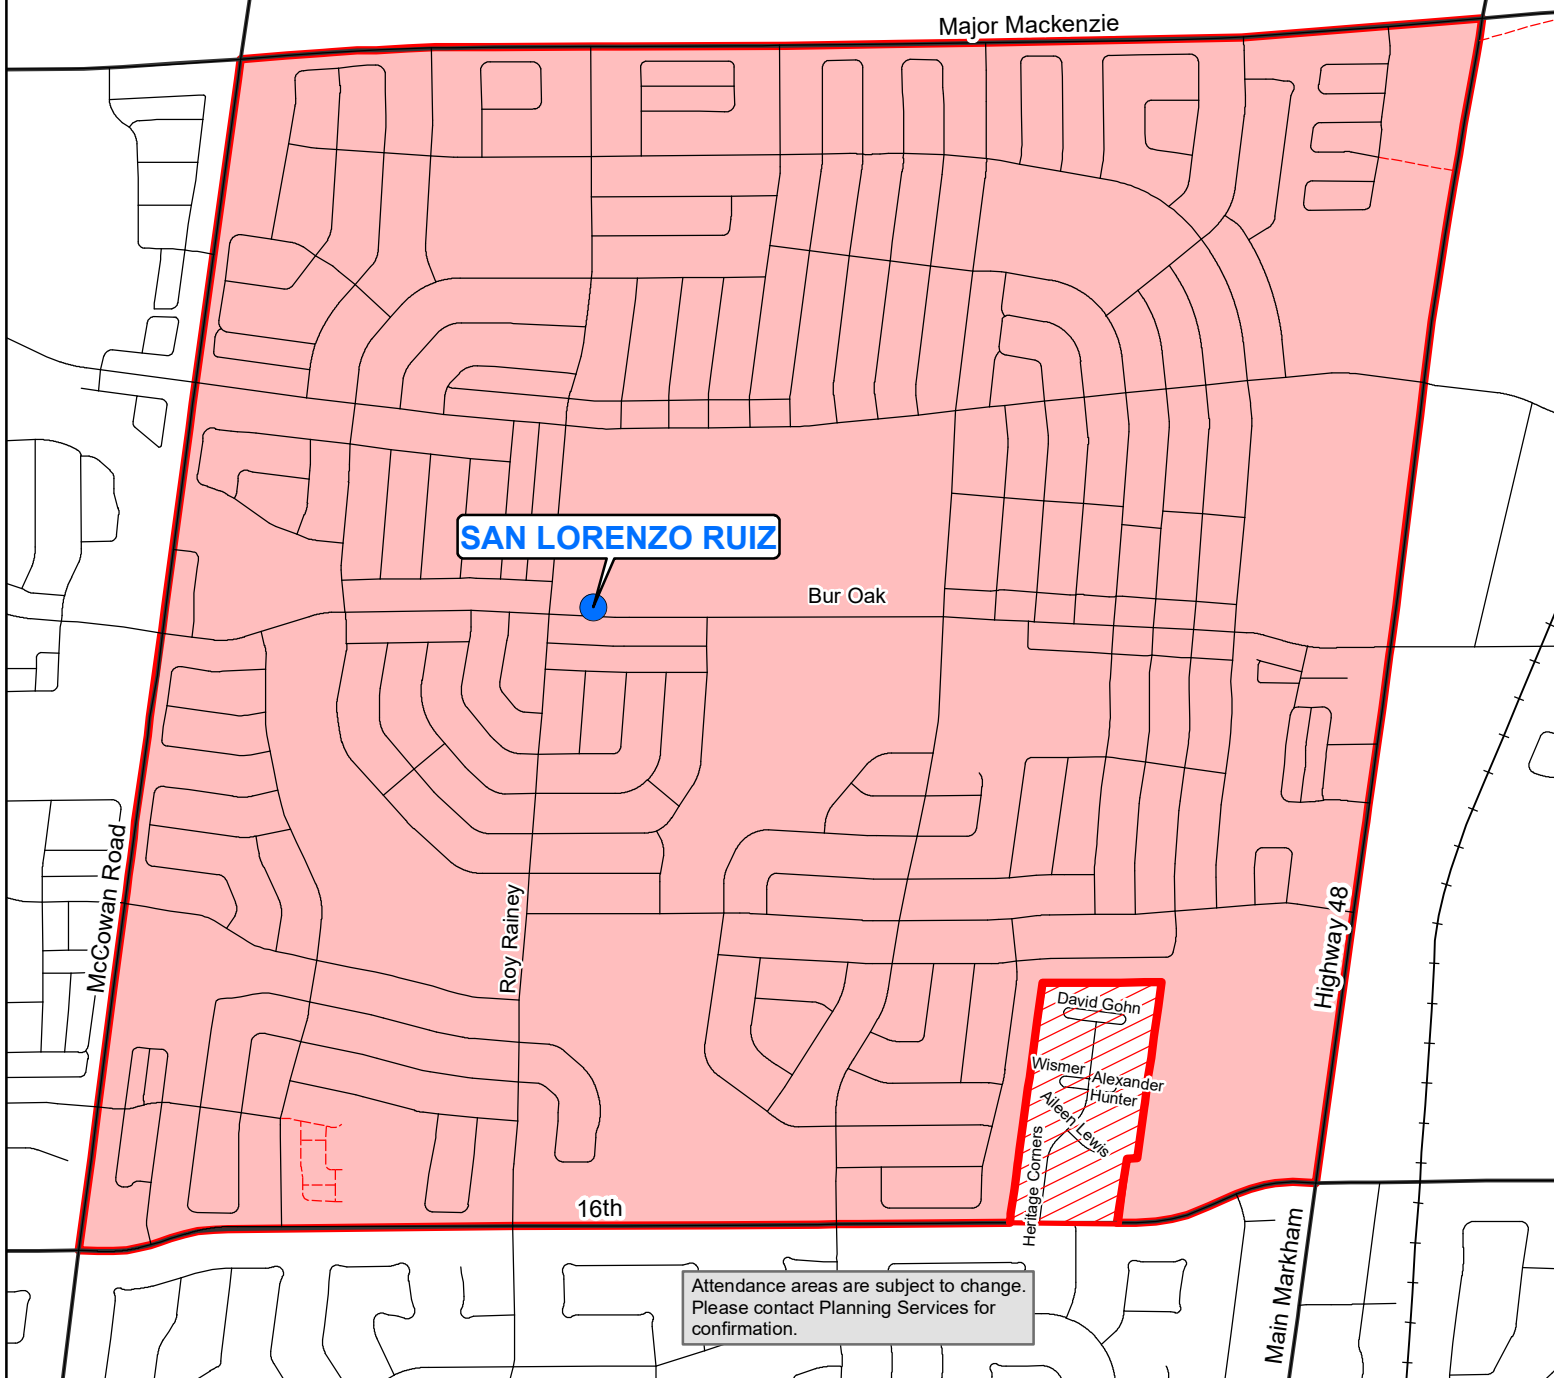 Major Mackenzie
SAN LORENZO RUIZ
Bur Oak
McCowan Road
Roy Rainey
Highway 48
David Gohn
Wismer
Alexander
Hunter
Aileen Lewis
Heritage Corners
16th
Main Markham
Attendance areas are subject to change.
Please contact Planning Services for
confirmation.